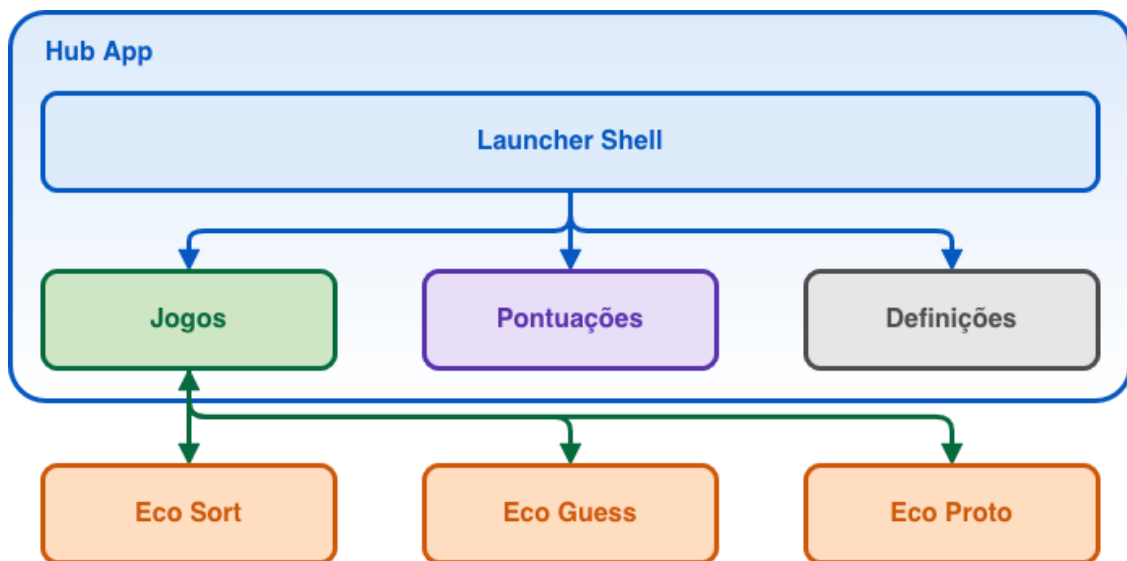 Hub App
Launcher Shell
Jogos
Pontuações
Definições
Eco Sort
Eco Guess
Eco Proto